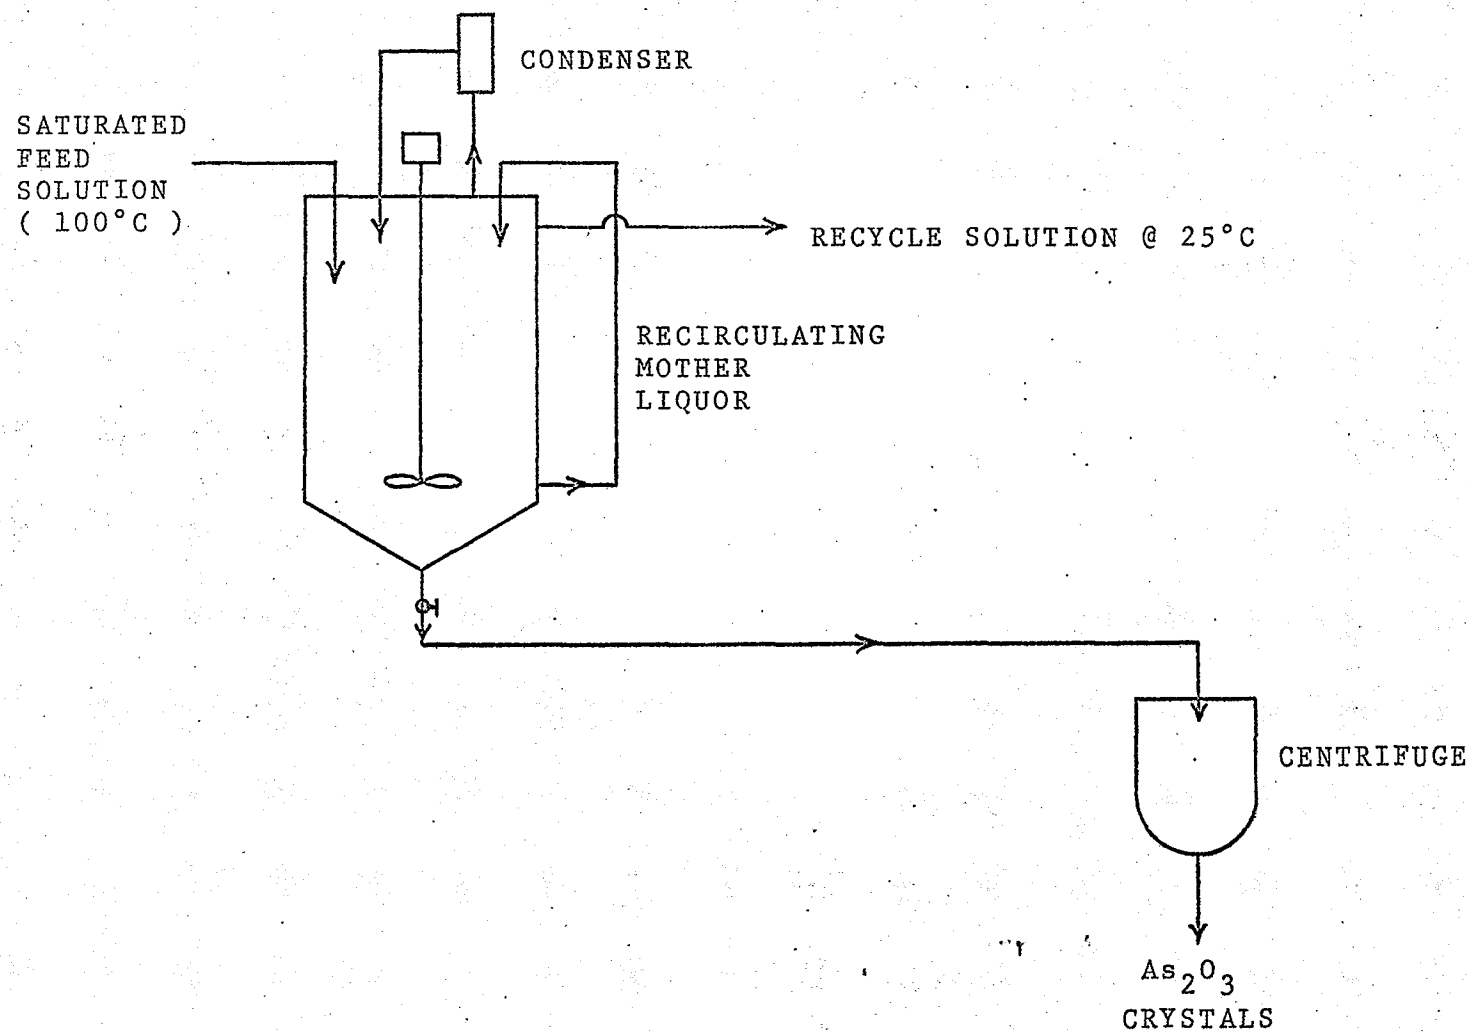 CONDENSER
SATURATED
FEED
SOLUTION
( 100°C )
RECYCLE SOLUTION @ 25°C
RECIRCULATING
MOTHER
LIQUOR
CENTRIFUGE
As2O3
CRYSTALS